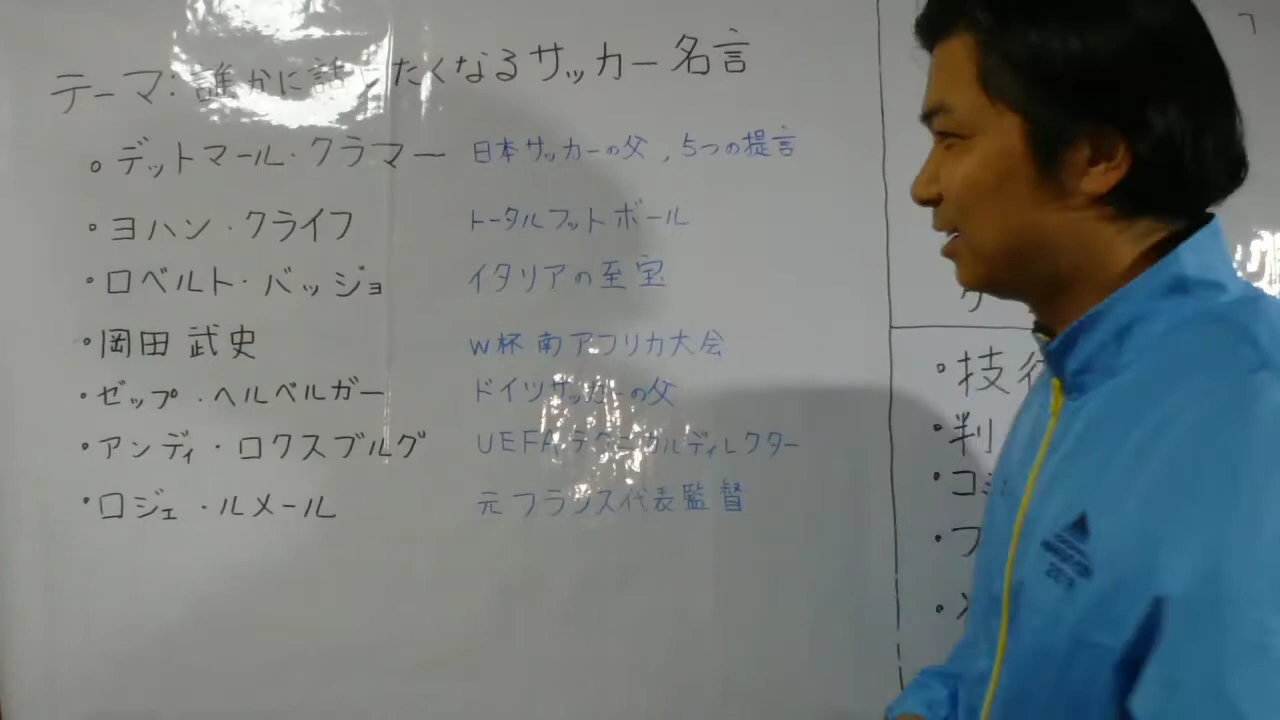 テーマ:誰かに話したくなるサッカー名言
。デットマール・クラマー 日本サッカーの父,5つの提言
・ヨハン・クライフ トータルフットボール
・ロベルト・バッジョ イタリアの至宝
・岡田武史 W杯南アフリカ大会
・ゼップ・ヘルベルガー ドイツサッカーの父
・アンディ・ロクスブルグ UEFAテクニカルディレクター
・ロジェ・ルメール 元フランス代表監督
・技
・判
・コミ
・フ